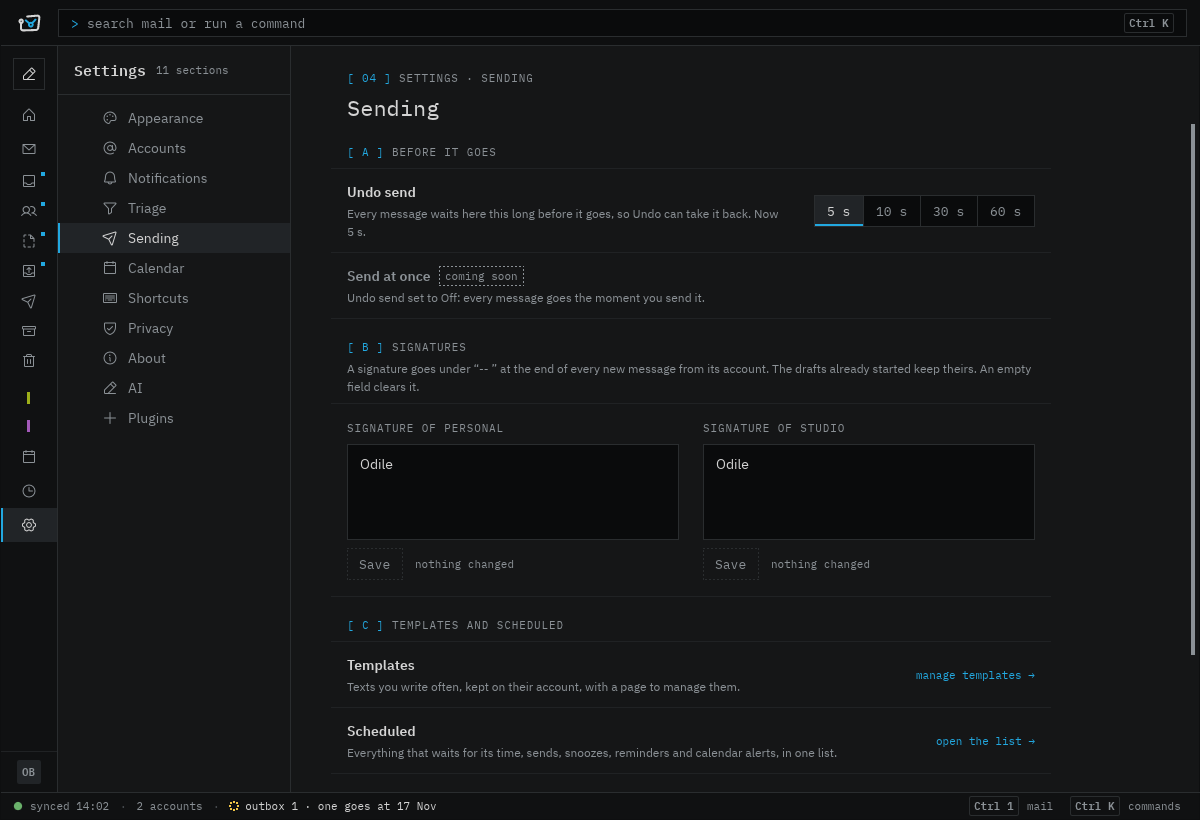 > search mail or run a command
Ctrl K
Settings 11 sections
Appearance
Accounts
Notifications
Triage
Sending
Calendar
Shortcuts
Privacy
About
AI
Plugins
OB
[ 04 ] SETTINGS · SENDING
Sending
[ A ] BEFORE IT GOES
Undo send
Every message waits here this long before it goes, so Undo can take it back. Now
5 s.
5 s 10 s 30 s 60 s
Send at once coming soon
Undo send set to Off: every message goes the moment you send it.
[ B ] SIGNATURES
A signature goes under “-- ” at the end of every new message from its account. The drafts already started keep theirs. An empty
field clears it.
SIGNATURE OF PERSONAL
Odile
Save nothing changed
SIGNATURE OF STUDIO
Odile
Save nothing changed
[ C ] TEMPLATES AND SCHEDULED
Templates
Texts you write often, kept on their account, with a page to manage them.
manage templates →
Scheduled
Everything that waits for its time, sends, snoozes, reminders and calendar alerts, in one list.
open the list →
synced 14:02 · 2 accounts · outbox 1 · one goes at 17 Nov
Ctrl 1 mail Ctrl K commands